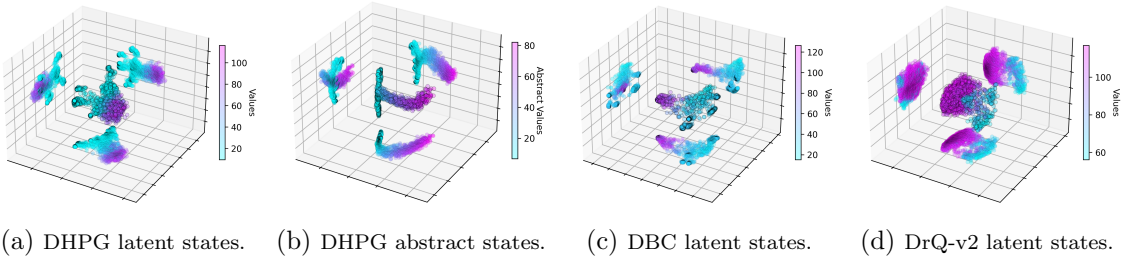 100
80
60
40
20
Values
80
60
40
20
Abstract Values
120
100
80
60
40
20
Values
100
80
60
Values
(a) DHPG latent states.
(b) DHPG abstract states.
(c) DBC latent states.
(d) DrQ-v2 latent states.